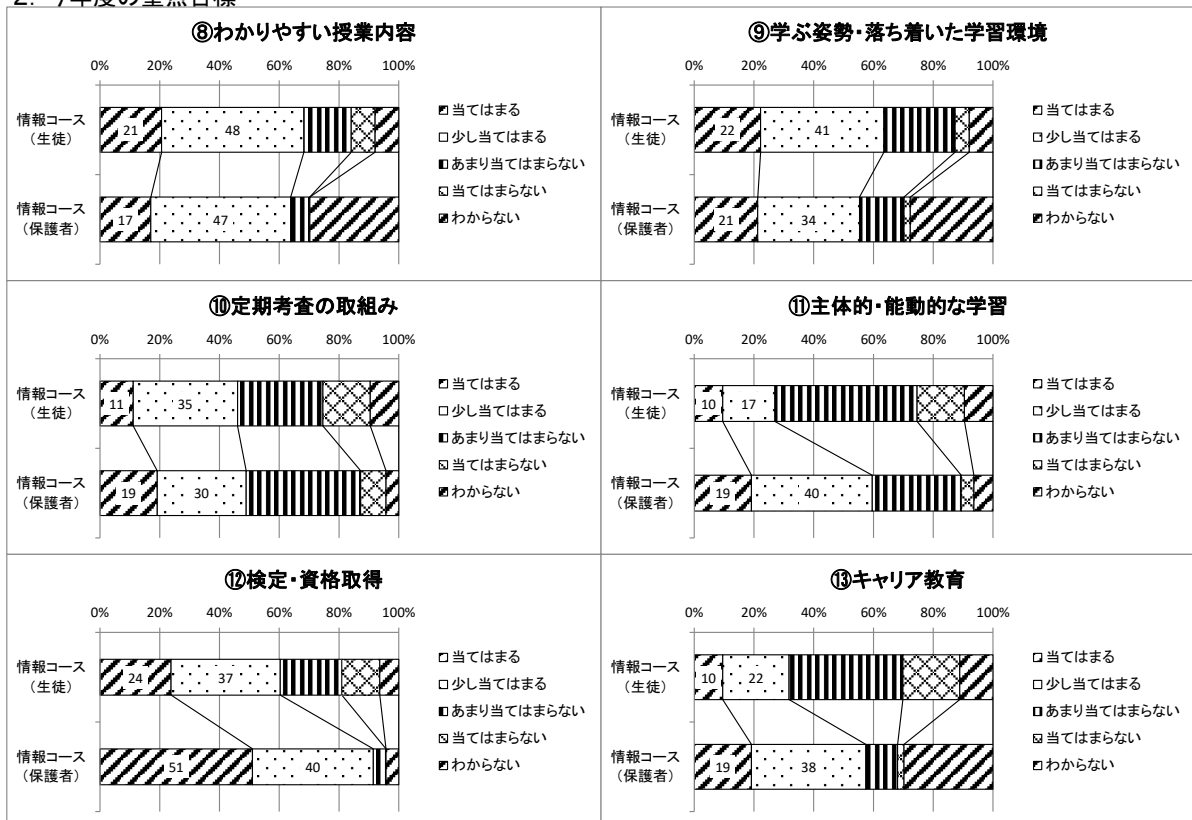 2. 今年度の重点目標
⑧わかりやすい授業内容
0% 20% 40% 60% 80% 100%
情報コース
（生徒）
21 48
情報コース
（保護者）
17 47
当てはまる
少し当てはまる
あまり当てはまらない
当てはまらない
わからない
⑨学ぶ姿勢・落ち着いた学習環境
0% 20% 40% 60% 80% 100%
情報コース
（生徒）
22 41
情報コース
（保護者）
21 34
当てはまる
少し当てはまる
あまり当てはまらない
当てはまらない
わからない
⑩定期考査の取組み
0% 20% 40% 60% 80% 100%
情報コース
（生徒）
11 35
情報コース
（保護者）
19 30
当てはまる
少し当てはまる
あまり当てはまらない
当てはまらない
わからない
⑪主体的・能動的な学習
0% 20% 40% 60% 80% 100%
情報コース
（生徒）
10 17
情報コース
（保護者）
19 40
当てはまる
少し当てはまる
あまり当てはまらない
当てはまらない
わからない
⑫検定・資格取得
0% 20% 40% 60% 80% 100%
情報コース
（生徒）
24 37
情報コース
（保護者）
51 40
当てはまる
少し当てはまる
あまり当てはまらない
当てはまらない
わからない
⑬キャリア教育
0% 20% 40% 60% 80% 100%
情報コース
（生徒）
10 22
情報コース
（保護者）
19 38
当てはまる
少し当てはまる
あまり当てはまらない
当てはまらない
わからない